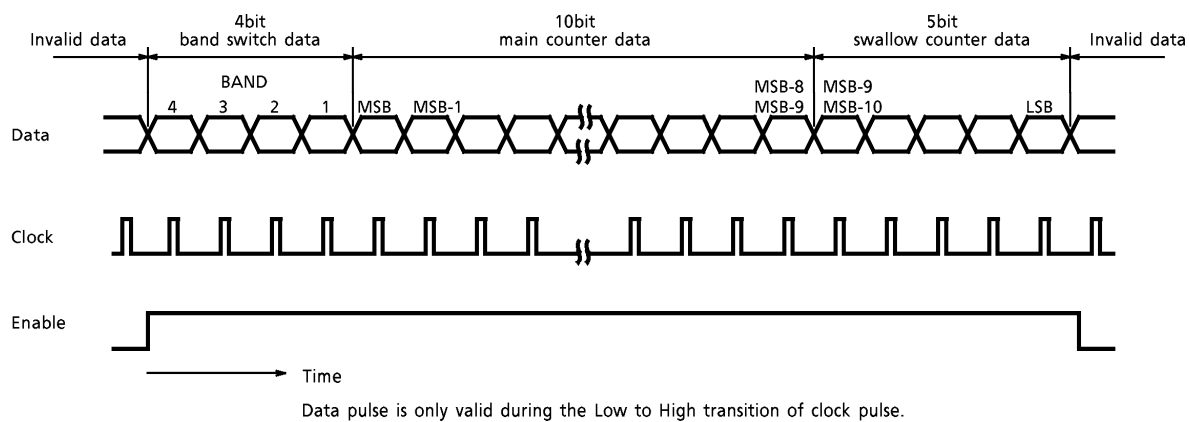 4bit
10bit
5bit
Invalid data
band switch data
main counter data
swallow counter data
Invalid data
BAND
MSB-8
MSB-9
4 3 2 1 MSB MSB-1
MSB-9
MSB-10
LSB
Data
Clock
Enable
Time
Data pulse is only valid during the Low to High transition of clock pulse.